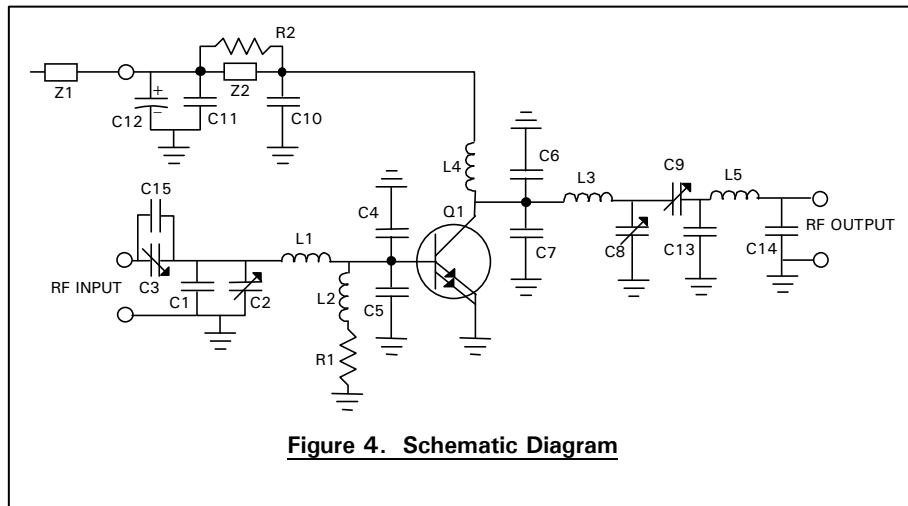 R2
Z1
Z2
+
−
C12
C11
C10
L4
C6
L3
C9
L5
C15
C4
Q1
L1
RF OUTPUT
C7
C8
C13
C14
RF INPUT
C3
C1
C2
L2
C5
R1
Figure 4. Schematic Diagram